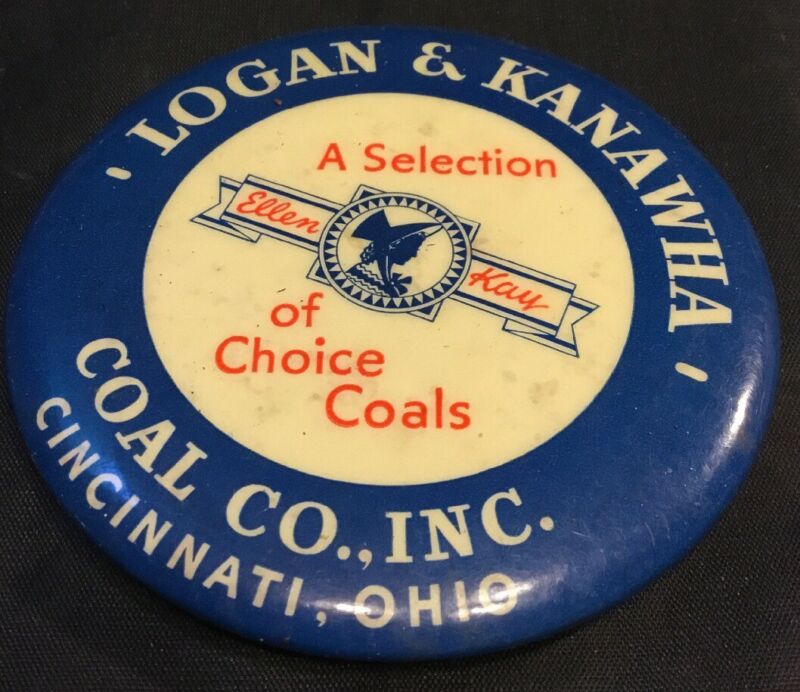 LOGAN & KANAWHA
COAL CO., INC.
CINCINNATI, OHIO
A Selection
Ellen Kay
of
Choice
Coals